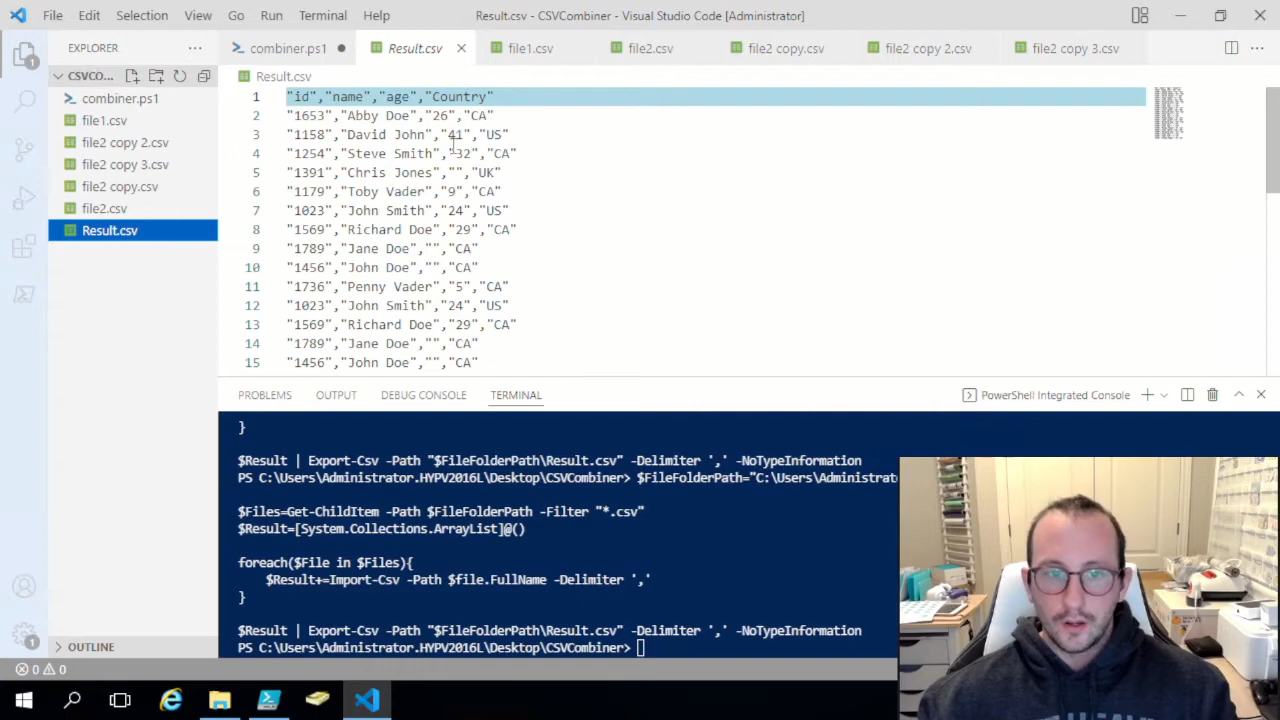 File Edit Selection View Go Run Terminal Help Result.csv - CSVCombiner - Visual Studio Code [Administrator]
EXPLORER
combiner.ps1 Result.csv file1.csv file2.csv file2 copy.csv file2 copy 2.csv file2 copy 3.csv
CSVCO...
Result.csv
combiner.ps1
file1.csv
file2 copy 2.csv
file2 copy 3.csv
file2 copy.csv
file2.csv
Result.csv
1 "id","name","age","Country"
2 "1653","Abby Doe","26","CA"
3 "1158","David John","41","US"
4 "1254","Steve Smith","32","CA"
5 "1391","Chris Jones","","UK"
6 "1179","Toby Vader","9","CA"
7 "1023","John Smith","24","US"
8 "1569","Richard Doe","29","CA"
9 "1789","Jane Doe","","CA"
10 "1456","John Doe","","CA"
11 "1736","Penny Vader","5","CA"
12 "1023","John Smith","24","US"
13 "1569","Richard Doe","29","CA"
14 "1789","Jane Doe","","CA"
15 "1456","John Doe","","CA"
PROBLEMS OUTPUT DEBUG CONSOLE TERMINAL PowerShell Integrated Console
}
$Result | Export-Csv -Path "$FileFolderPath\Result.csv" -Delimiter ',' -NoTypeInformation
PS C:\Users\Administrator.HYPV2016L\Desktop\CSVCombiner> $FileFolderPath="C:\Users\Administrat
$Files=Get-ChildItem -Path $FileFolderPath -Filter "*.csv"
$Result=[System.Collections.ArrayList]@()
foreach($File in $Files){
$Result+=Import-Csv -Path $file.FullName -Delimiter ','
}
$Result | Export-Csv -Path "$FileFolderPath\Result.csv" -Delimiter ',' -NoTypeInformation
PS C:\Users\Administrator.HYPV2016L\Desktop\CSVCombiner>
OUTLINE
0 0